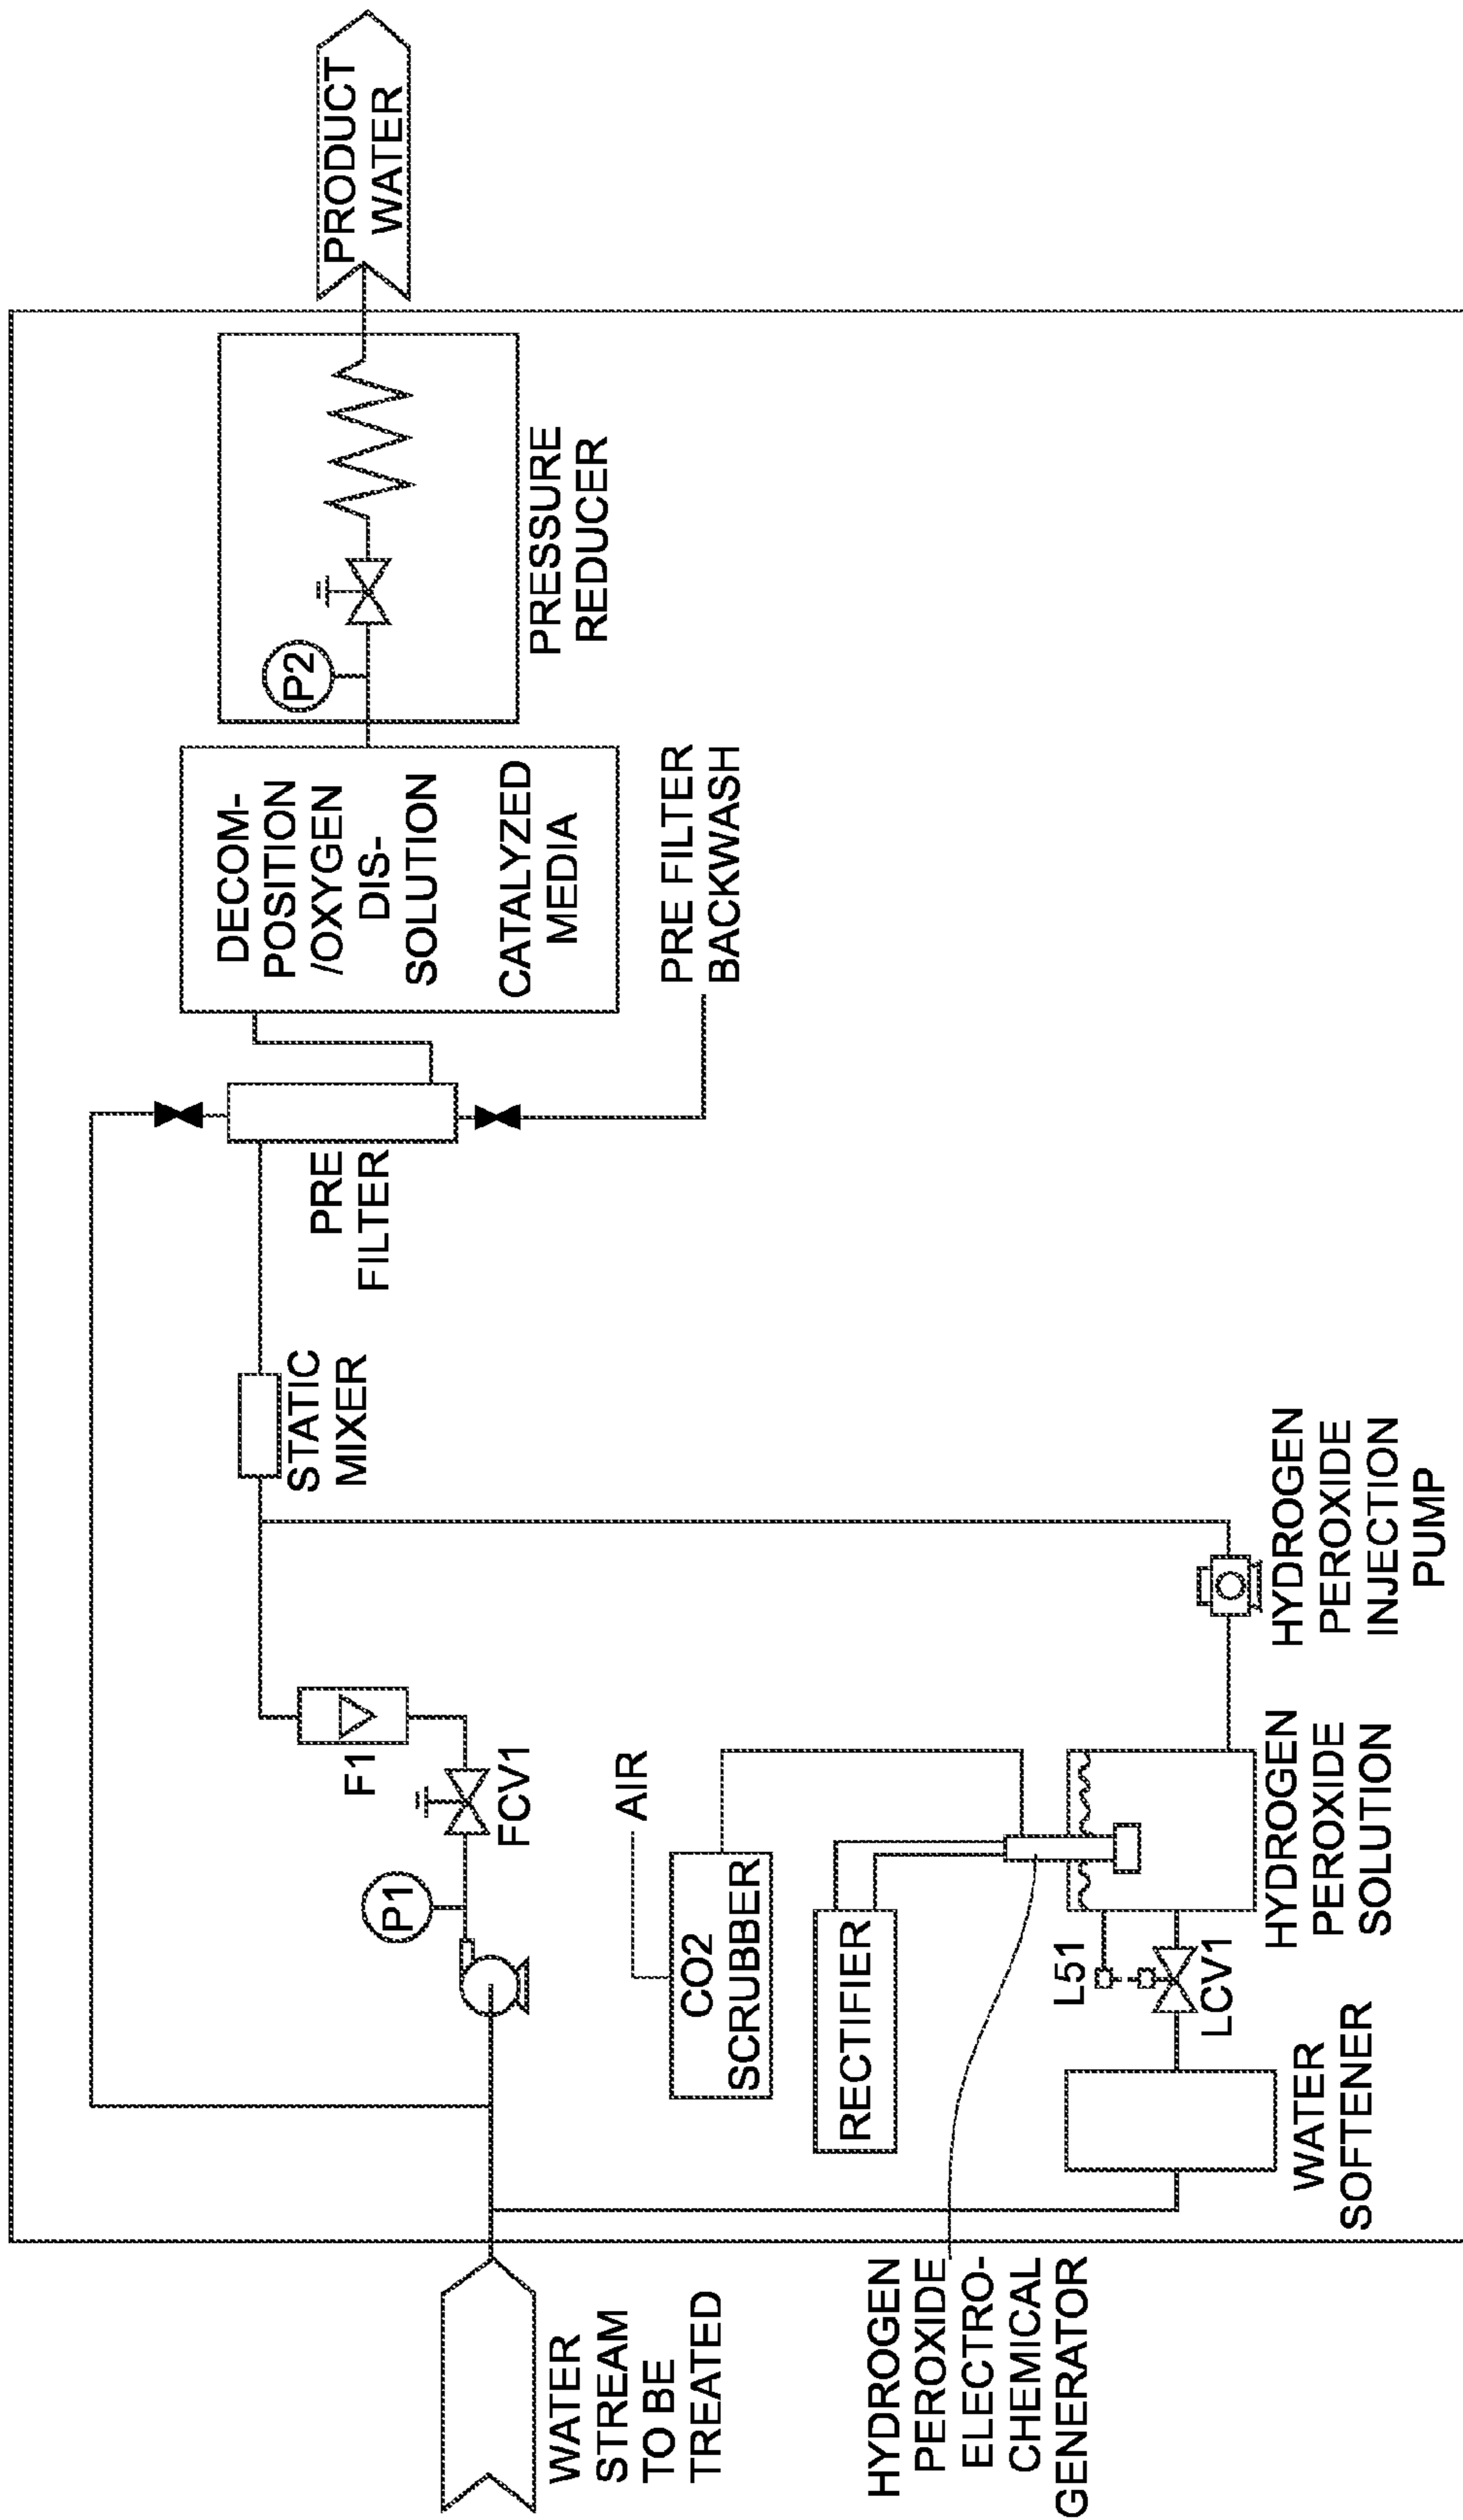 WATER
STREAM
TO BE
TREATED
HYDROGEN
PEROXIDE
ELECTRO-
CHEMICAL
GENERATOR
P1
FCV1
F1
AIR
CO2
SCRUBBER
RECTIFIER
L51
LCV1
WATER
SOFTENER
HYDROGEN
PEROXIDE
SOLUTION
HYDROGEN
PEROXIDE
INJECTION
PUMP
STATIC
MIXER
PRE
FILTER
PRE FILTER
BACKWASH
DECOM-
POSITION
/OXYGEN
DIS-
SOLUTION
CATALYZED
MEDIA
P2
PRESSURE
REDUCER
PRODUCT
WATER